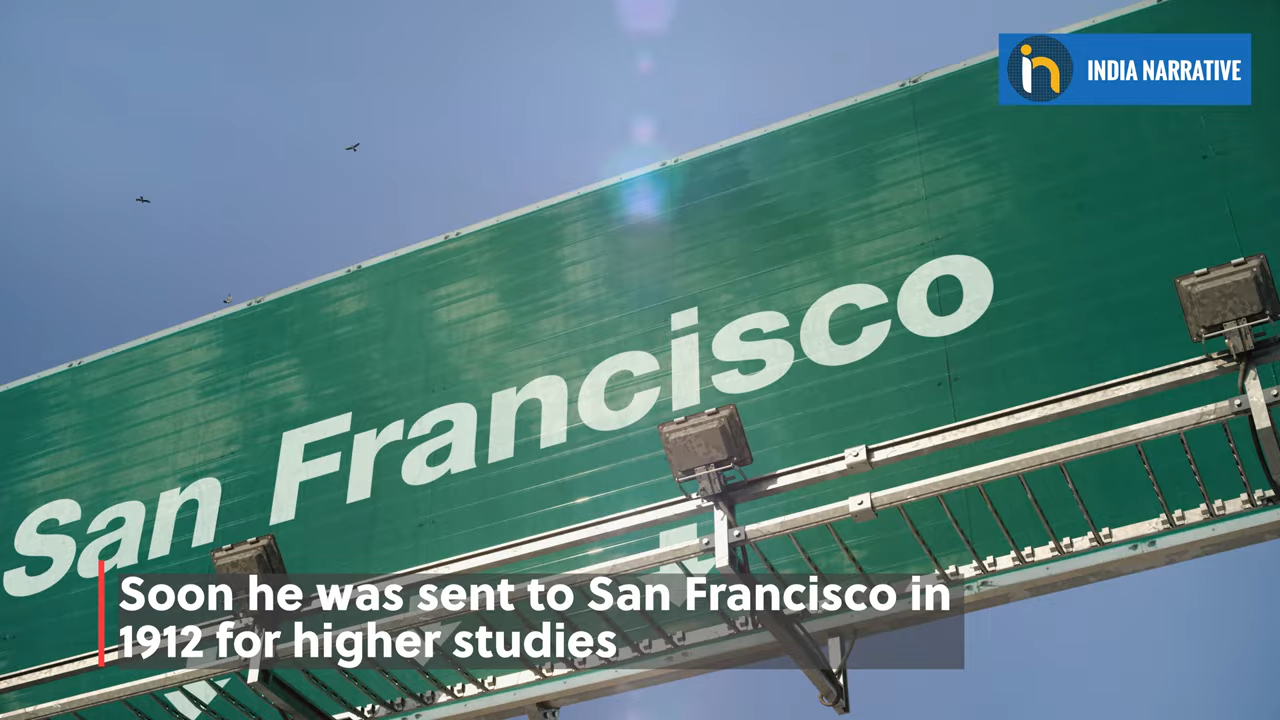 INDIA NARRATIVE
San Francisco
Soon he was sent to San Francisco in
1912 for higher studies